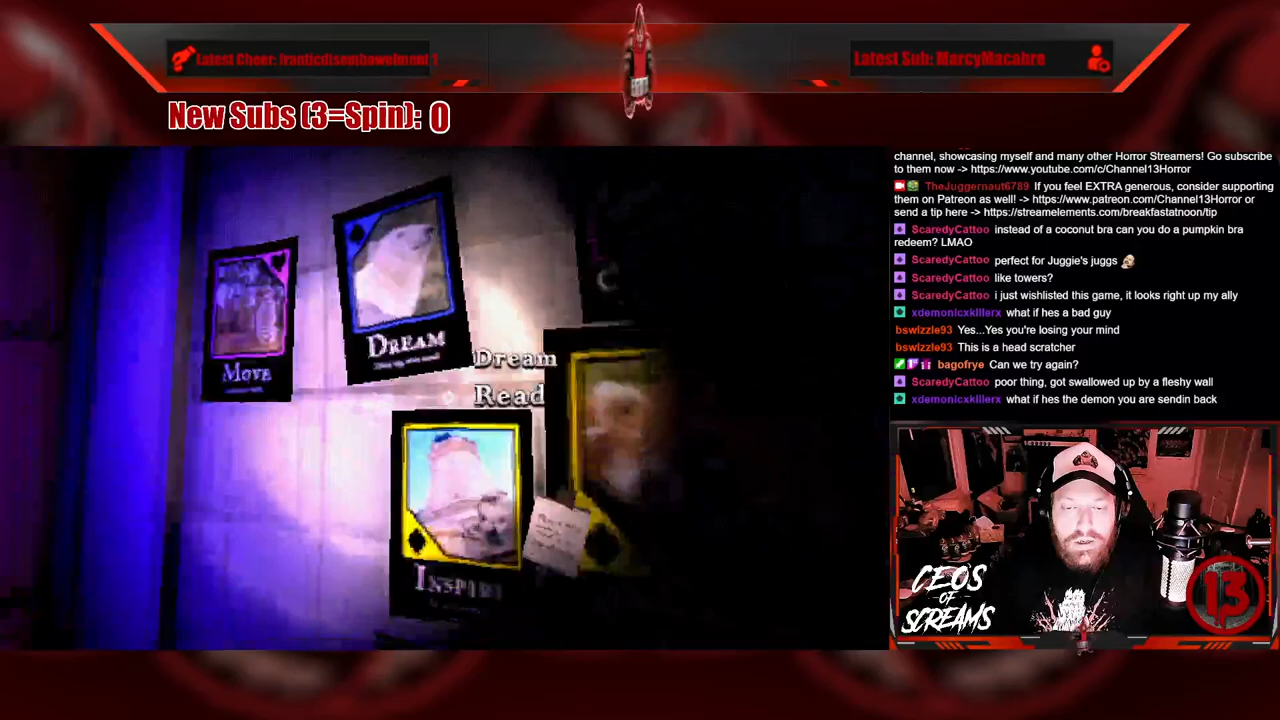 Latest Cheer: franticdisembowelment 1
Latest Sub: MarcyMacabre
New Subs (3=Spin): 0
channel, showcasing myself and many other Horror Streamers! Go subscribe
to them now -> https://www.youtube.com/c/Channel13Horror
TheJuggernaut6789 If you feel EXTRA generous, consider supporting
them on Patreon as well! -> https://www.patreon.com/Channel13Horror or
send a tip here -> https://streamelements.com/breakfastatnoon/tip
ScaredyCattoo instead of a coconut bra can you do a pumpkin bra
redeem? LMAO
ScaredyCattoo perfect for Juggie's juggs
ScaredyCattoo like towers?
ScaredyCattoo i just wishlisted this game, it looks right up my ally
xdemonicxkillerx what if hes a bad guy
bswizzle93 Yes...Yes you're losing your mind
bswizzle93 This is a head scratcher
bagofrye Can we try again?
ScaredyCattoo poor thing, got swallowed up by a fleshy wall
xdemonicxkillerx what if hes the demon you are sendin back
MOVE
DREAM
Dream
Read
INSPIRE
CEOS
OF
SCREAMS
13